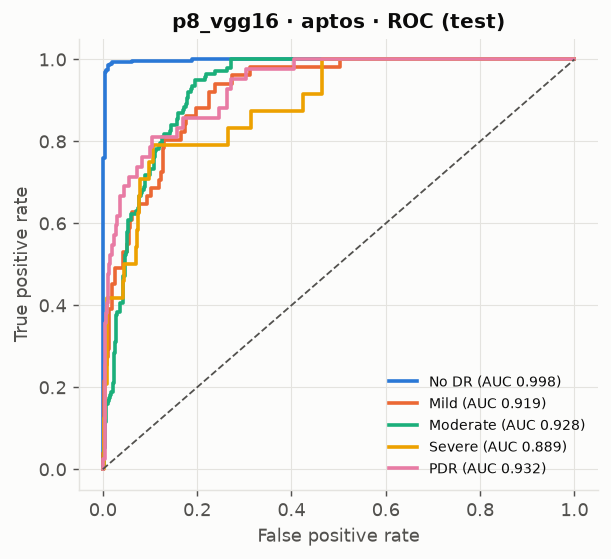 p8_vgg16 · aptos · ROC (test)
1.0
0.8
0.6
0.4
0.2
0.0
True positive rate
No DR (AUC 0.998)
Mild (AUC 0.919)
Moderate (AUC 0.928)
Severe (AUC 0.889)
PDR (AUC 0.932)
0.0 0.2 0.4 0.6 0.8 1.0
False positive rate